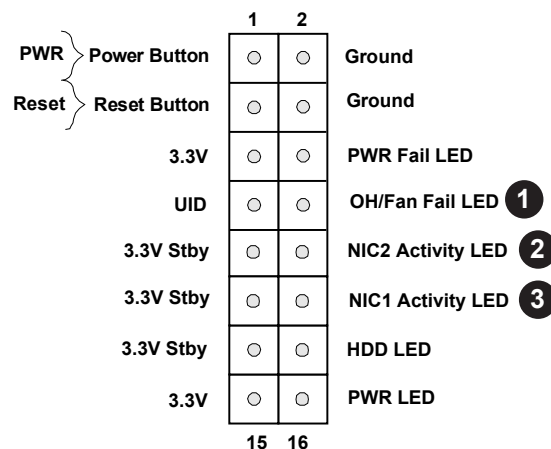 1 2
PWR Power Button Ground
Reset Reset Button Ground
3.3V PWR Fail LED
UID OH/Fan Fail LED 1
3.3V Stby NIC2 Activity LED 2
3.3V Stby NIC1 Activity LED 3
3.3V Stby HDD LED
3.3V PWR LED
15 16